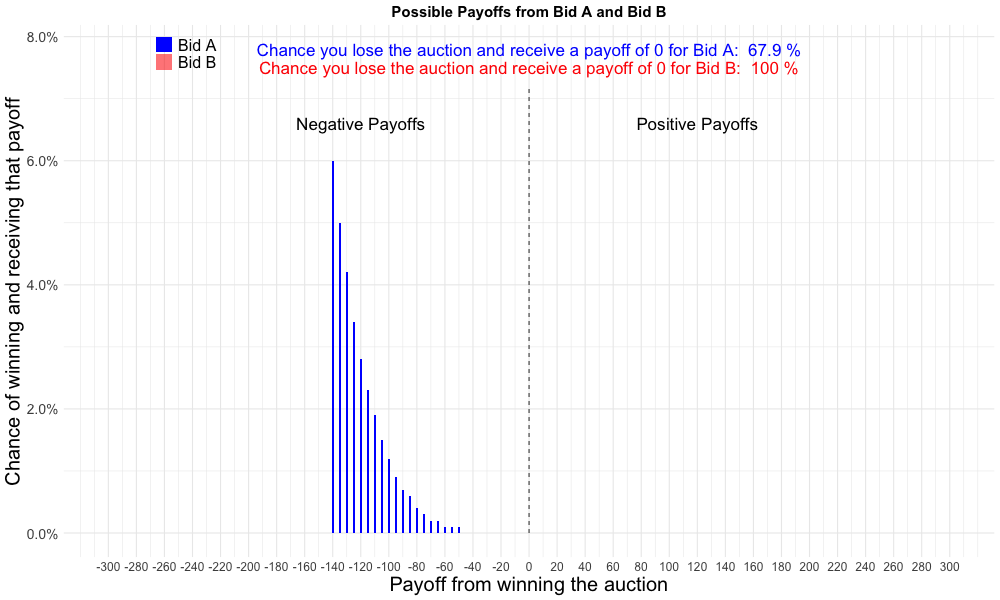 Possible Payoffs from Bid A and Bid B
8.0%
Bid A
Bid B
Chance you lose the auction and receive a payoff of 0 for Bid A:  67.9 %
Chance you lose the auction and receive a payoff of 0 for Bid B:  100 %
Negative Payoffs
Positive Payoffs
Chance of winning and receiving that payoff
6.0%
4.0%
2.0%
0.0%
-300 -280 -260 -240 -220 -200 -180 -160 -140 -120 -100 -80 -60 -40 -20 0 20 40 60 80 100 120 140 160 180 200 220 240 260 280 300
Payoff from winning the auction